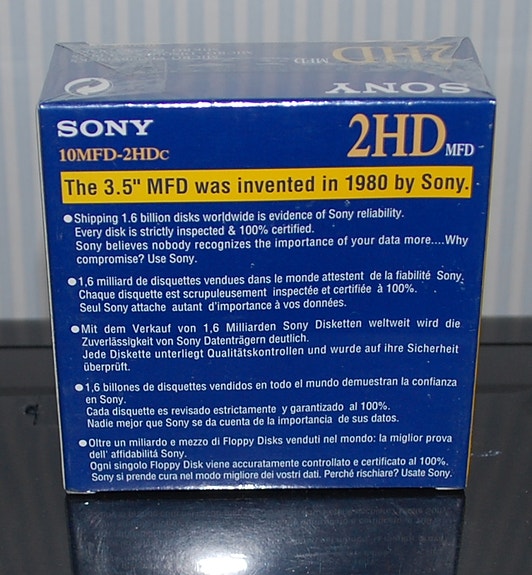 2HD MFD
SONY
SONY
2HD MFD
10MFD-2HDC
The 3.5" MFD was invented in 1980 by Sony.
●Shipping 1.6 billion disks worldwide is evidence of Sony reliability.
Every disk is strictly inspected & 100% certified.
Sony believes nobody recognizes the importance of your data more....Why
compromise? Use Sony.
●1,6 milliard de disquettes vendues dans le monde attestent de la fiabilité Sony.
Chaque disquette est scrupuleusement inspectée et certifiée à 100%.
Seul Sony attache autant d'importance à vos données.
●Mit dem Verkauf von 1,6 Milliarden Sony Disketten weltweit wird die
Zuverlässigkeit von Sony Datenträgern deutlich.
Jede Diskette unterliegt Qualitätskontrollen und wurde auf ihre Sicherheit
überprüft.
●1,6 billones de disquettes vendidos en todo el mundo demuestran la confianza
en Sony.
Cada disquette es revisado estrictamente y garantizado al 100%.
Nadie mejor que Sony se da cuenta de la importancia de sus datos.
●Oltre un miliardo e mezzo di Floppy Disks venduti nel mondo: la miglior prova
dell' affidabilitá Sony.
Ogni singolo Floppy Disk viene accuratamente controllato e certificato al 100%.
Sony si prende cura nel modo migliore dei vostri dati. Perché rischiare? Usate Sony.